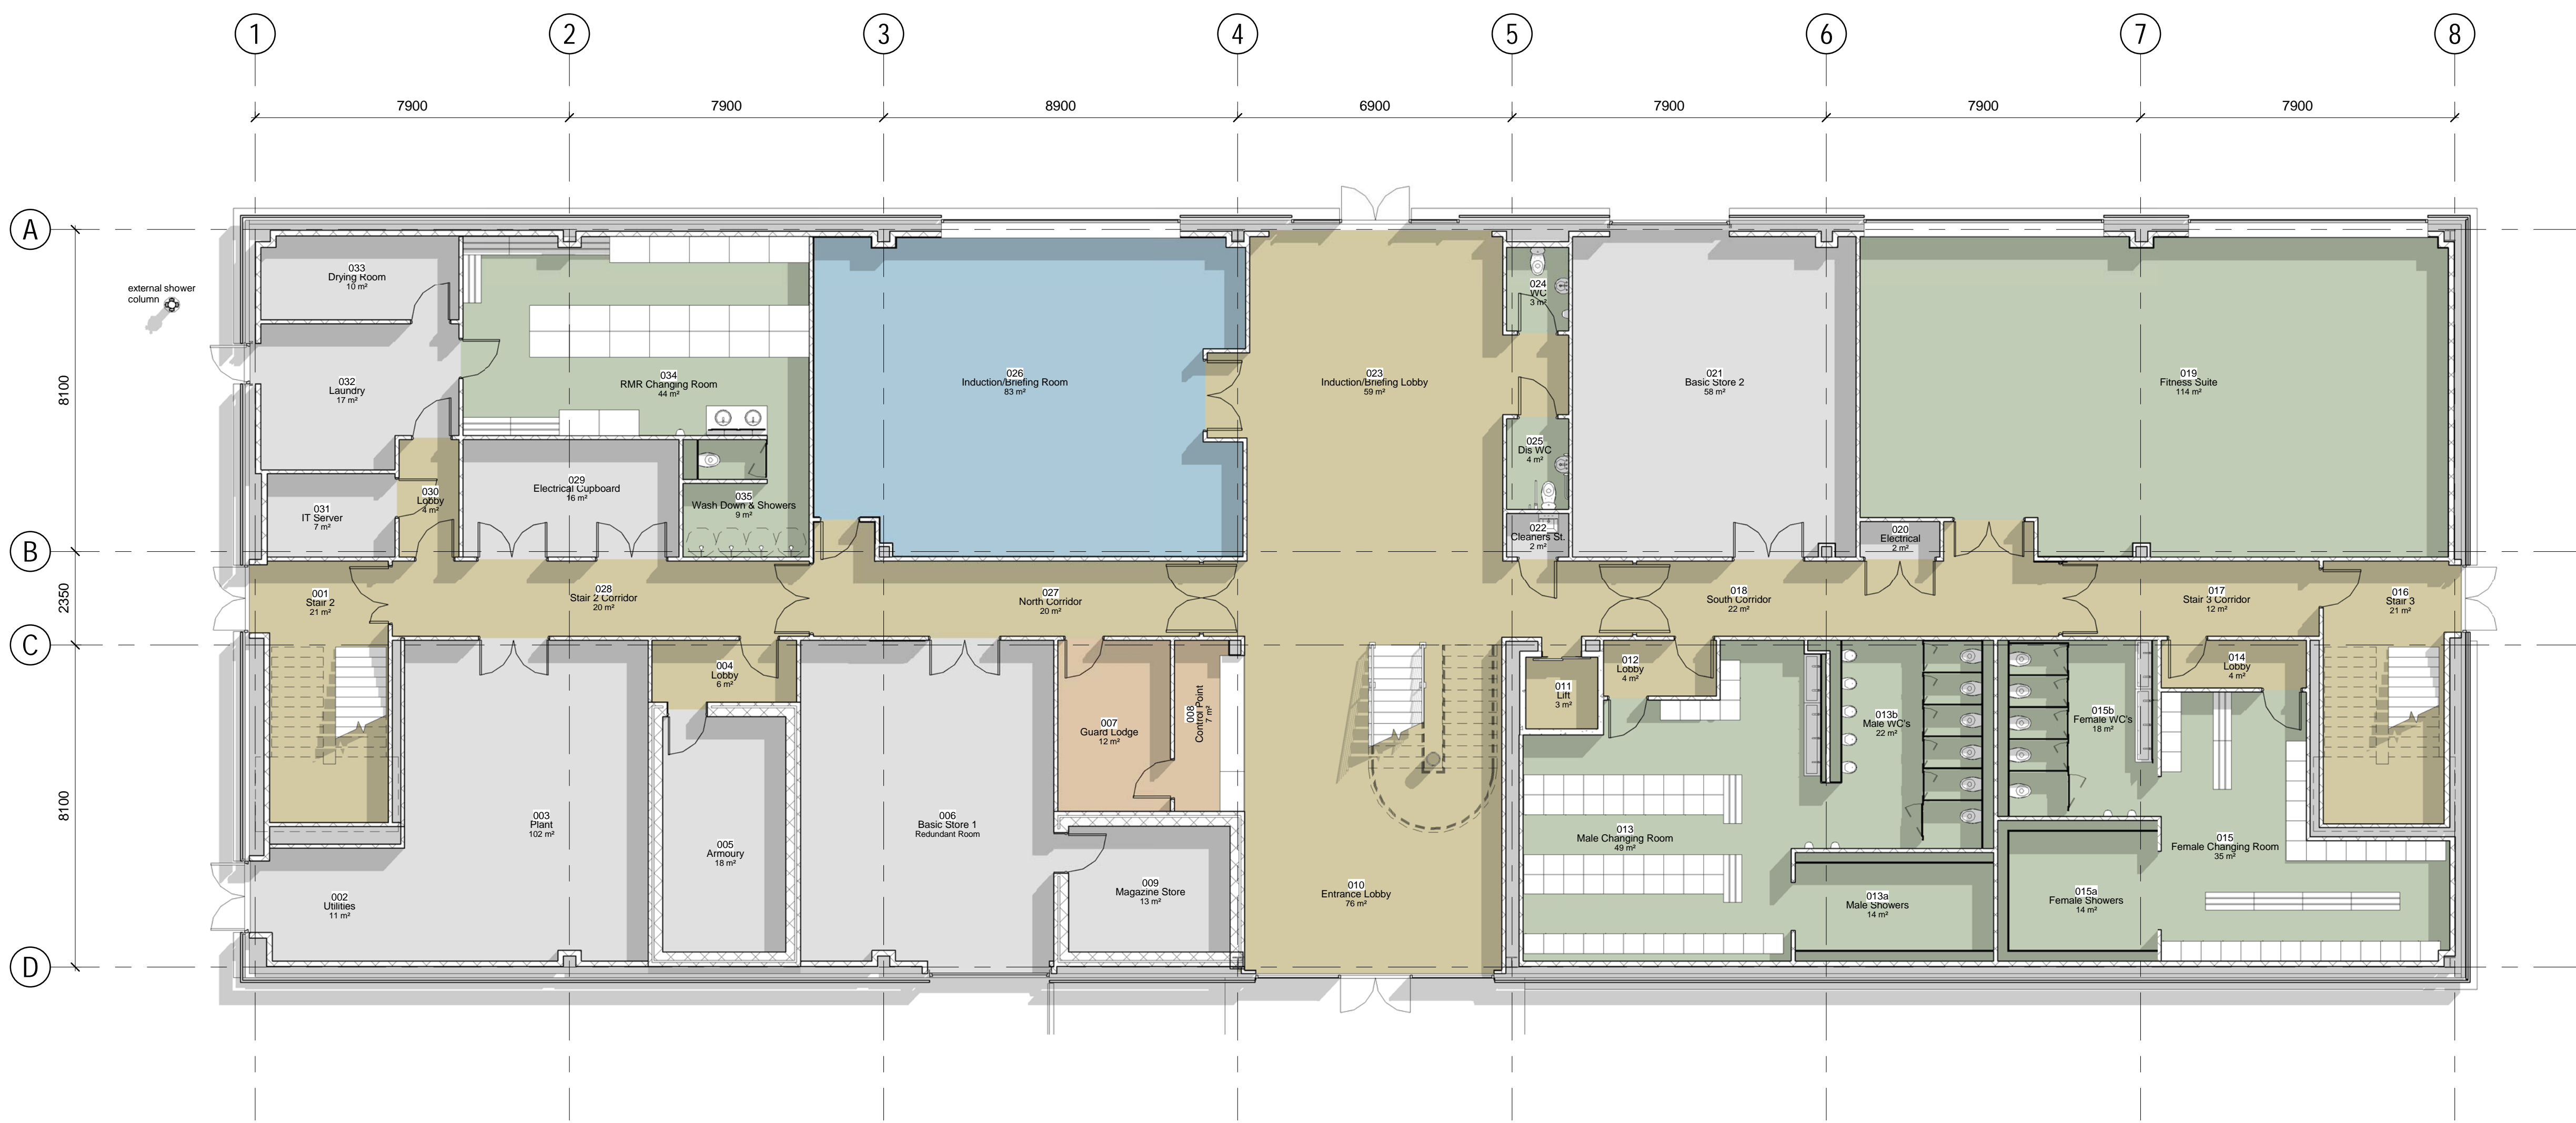 1
2
3
4
5
6
7
8
7900
7900
8900
6900
7900
7900
7900
A
B
C
D
8100
2350
8100
external shower
column
033
Drying Room
10 m²
032
Laundry
17 m²
031
IT Server
7 m²
030
Lobby
4 m²
034
RMR Changing Room
44 m²
029
Electrical Cupboard
16 m²
035
Wash Down & Showers
9 m²
026
Induction/Briefing Room
83 m²
023
Induction/Briefing Lobby
59 m²
024
WC
3 m²
025
Dis WC
4 m²
022
Cleaners St.
2 m²
021
Basic Store 2
58 m²
019
Fitness Suite
114 m²
020
Electrical
2 m²
001
Stair 2
21 m²
028
Stair 2 Corridor
20 m²
027
North Corridor
20 m²
018
South Corridor
22 m²
017
Stair 3 Corridor
12 m²
016
Stair 3
21 m²
003
Plant
102 m²
002
Utilities
11 m²
004
Lobby
6 m²
005
Armoury
18 m²
006
Basic Store 1
Redundant Room
007
Guard Lodge
12 m²
008
Control Point
7 m²
009
Magazine Store
13 m²
010
Entrance Lobby
76 m²
011
Lift
3 m²
012
Lobby
4 m²
013
Male Changing Room
49 m²
013b
Male WC's
22 m²
013a
Male Showers
14 m²
015b
Female WC's
18 m²
015a
Female Showers
14 m²
014
Lobby
4 m²
015
Female Changing Room
35 m²